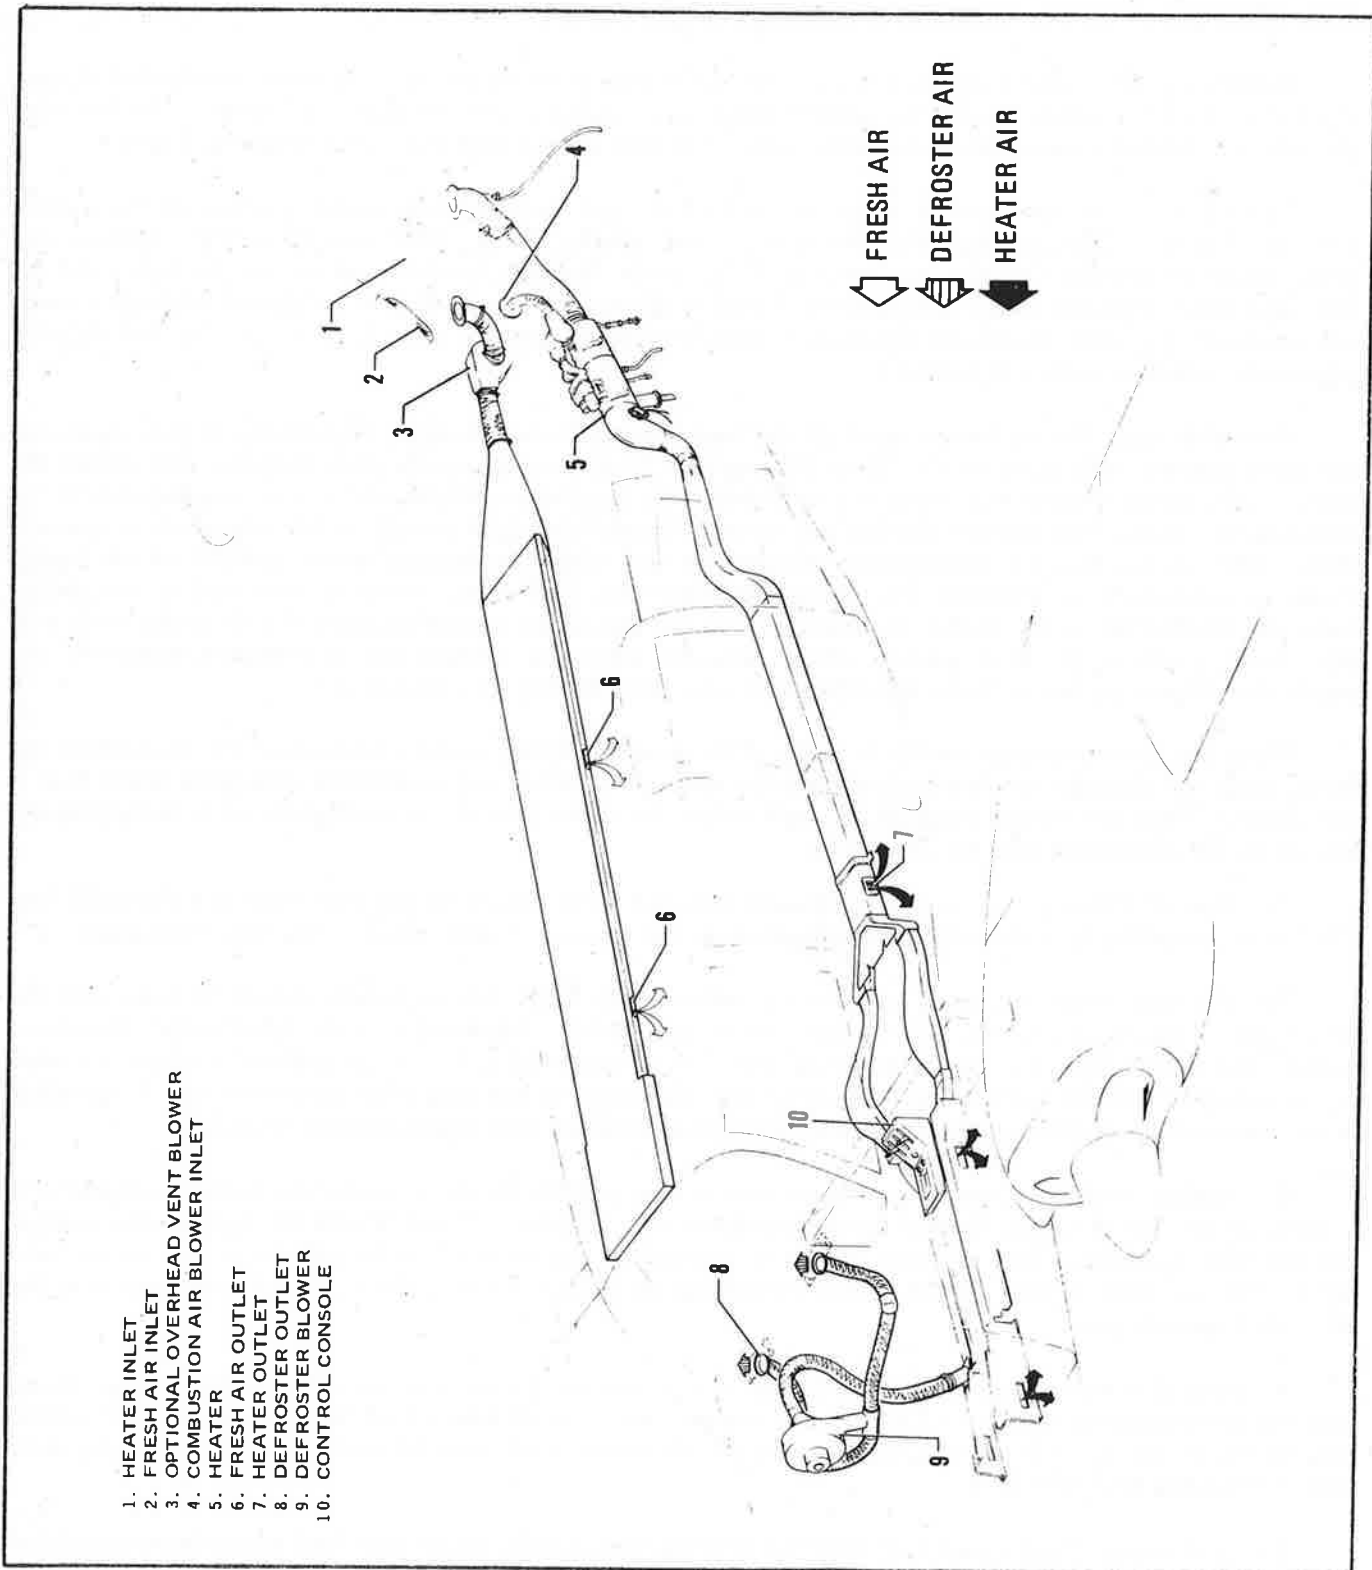 1. HEATER INLET
2. FRESH AIR INLET
3. OPTIONAL OVERHEAD VENT BLOWER
4. COMBUSTION AIR BLOWER INLET
5. HEATER
6. FRESH AIR OUTLET
7. HEATER OUTLET
8. DEFROSTER OUTLET
9. DEFROSTER BLOWER
10. CONTROL CONSOLE
1
2
3
4
5
6
6
7
8
9
10
FRESH AIR
DEFROSTER AIR
HEATER AIR